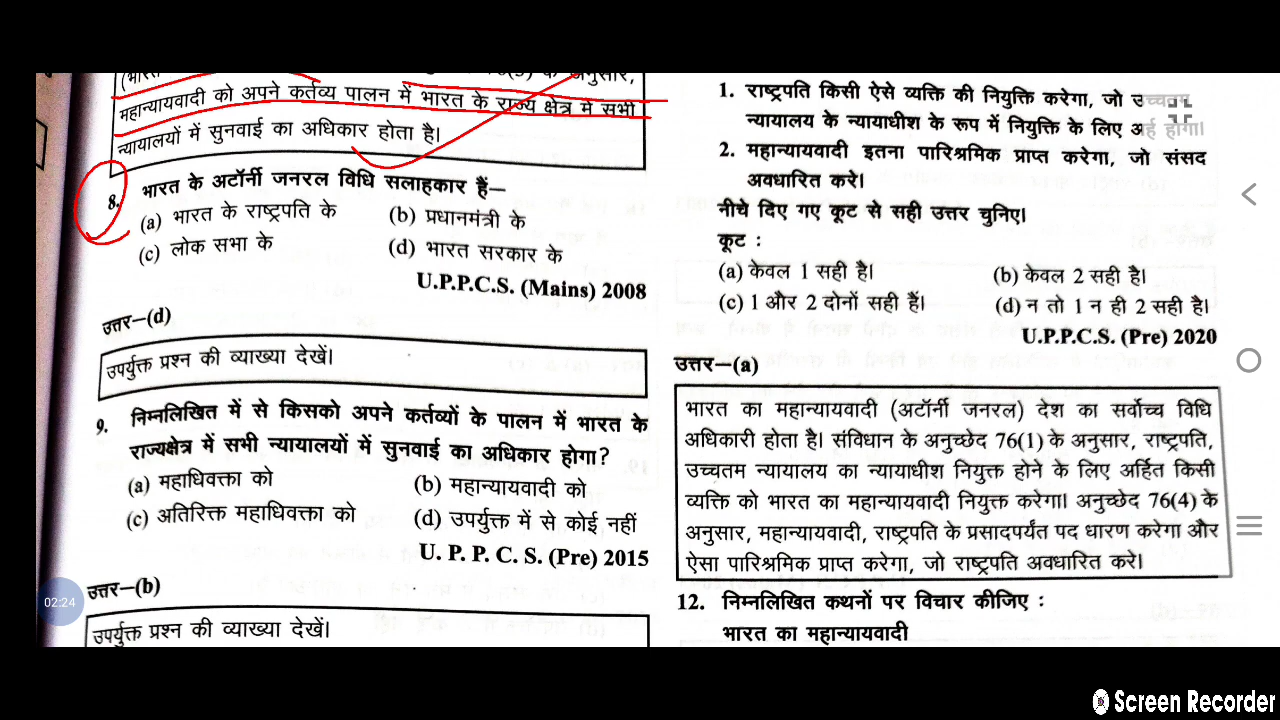 महान्यायवादी को अपने कर्तव्य पालन में भारत के राज्य क्षेत्र में सभी
न्यायालयों में सुनवाई का अधिकार होता है।
8. भारत के अटॉर्नी जनरल विधि सलाहकार हैं–
(a) भारत के राष्ट्रपति के (b) प्रधानमंत्री के
(c) लोक सभा के (d) भारत सरकार के
U.P.P.C.S. (Mains) 2008
उत्तर–(d)
उपर्युक्त प्रश्न की व्याख्या देखें।
9. निम्नलिखित में से किसको अपने कर्तव्यों के पालन में भारत के
राज्यक्षेत्र में सभी न्यायालयों में सुनवाई का अधिकार होगा?
(a) महाधिवक्ता को (b) महान्यायवादी को
(c) अतिरिक्त महाधिवक्ता को (d) उपर्युक्त में से कोई नहीं
U. P. P. C. S. (Pre) 2015
उत्तर–(b)
उपर्युक्त प्रश्न की व्याख्या देखें।
1. राष्ट्रपति किसी ऐसे व्यक्ति की नियुक्ति करेगा, जो उच्चतम
न्यायालय के न्यायाधीश के रूप में नियुक्ति के लिए अर्ह होगा।
2. महान्यायवादी इतना पारिश्रमिक प्राप्त करेगा, जो संसद
अवधारित करे।
नीचे दिए गए कूट से सही उत्तर चुनिए।
कूट :
(a) केवल 1 सही है। (b) केवल 2 सही है।
(c) 1 और 2 दोनों सही हैं। (d) न तो 1 न ही 2 सही है।
U.P.P.C.S. (Pre) 2020
उत्तर–(a)
भारत का महान्यायवादी (अटॉर्नी जनरल) देश का सर्वोच्च विधि
अधिकारी होता है। संविधान के अनुच्छेद 76(1) के अनुसार, राष्ट्रपति,
उच्चतम न्यायालय का न्यायाधीश नियुक्त होने के लिए अर्हित किसी
व्यक्ति को भारत का महान्यायवादी नियुक्त करेगा। अनुच्छेद 76(4) के
अनुसार, महान्यायवादी, राष्ट्रपति के प्रसादपर्यंत पद धारण करेगा और
ऐसा पारिश्रमिक प्राप्त करेगा, जो राष्ट्रपति अवधारित करे।
12. निम्नलिखित कथनों पर विचार कीजिए :
भारत का महान्यायवादी
02:24
Screen Recorder